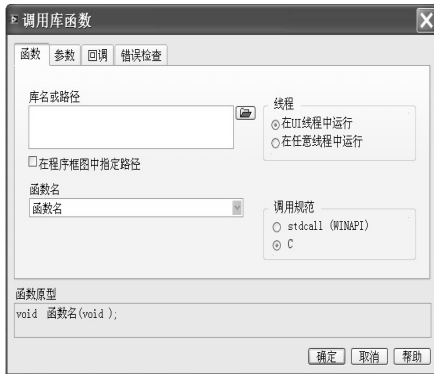 调用库函数
函数 参数 回调 错误检查
库名或路径
在程序框图中指定路径
函数名
函数名
线程
在UI线程中运行
在任意线程中运行
调用规范
stdcall (WINAPI)
C
函数原型
void 函数名(void );
确定 取消 帮助